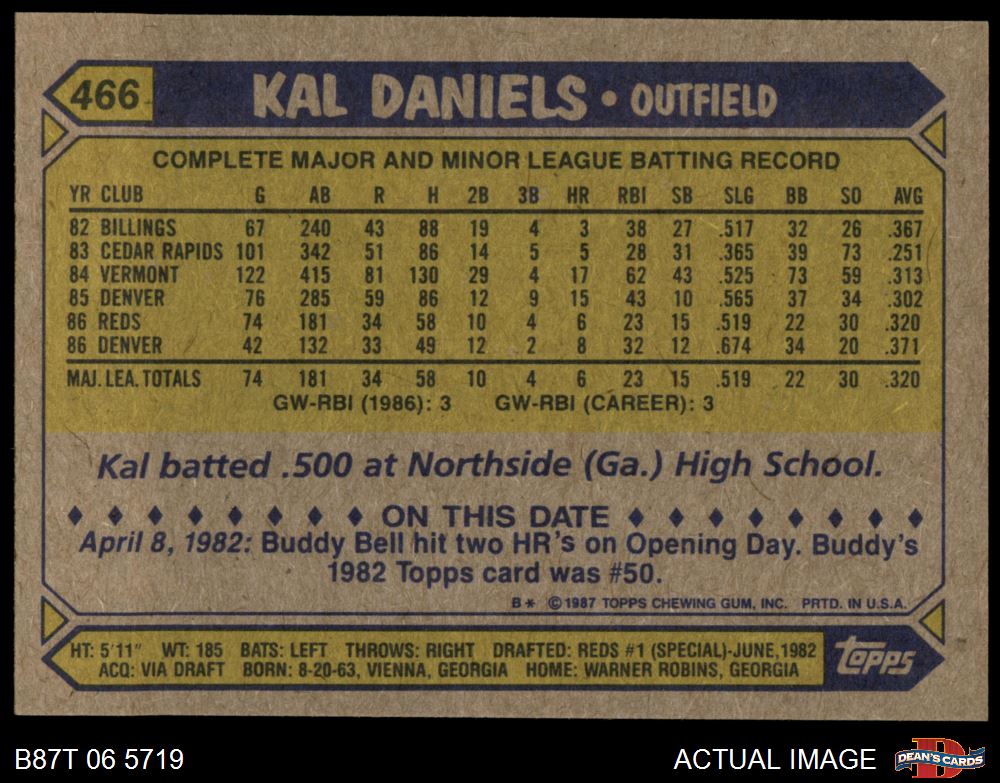 466 KAL DANIELS • OUTFIELD
COMPLETE MAJOR AND MINOR LEAGUE BATTING RECORD
YR CLUB G AB R H 2B 3B HR RBI SB SLG BB SO AVG
82 BILLINGS 67 240 43 88 19 4 3 38 27 .517 32 26 .367
83 CEDAR RAPIDS 101 342 51 86 14 5 5 28 31 .365 39 73 .251
84 VERMONT 122 415 81 130 29 4 17 62 43 .525 73 59 .313
85 DENVER 76 285 59 86 12 9 15 43 10 .565 37 34 .302
86 REDS 74 181 34 58 10 4 6 23 15 .519 22 30 .320
86 DENVER 42 132 33 49 12 2 8 32 12 .674 34 20 .371
MAJ. LEA. TOTALS 74 181 34 58 10 4 6 23 15 .519 22 30 .320
GW-RBI (1986): 3 GW-RBI (CAREER): 3
Kal batted .500 at Northside (Ga.) High School.
♦ ♦ ♦ ♦ ♦ ♦ ♦ ♦ ON THIS DATE ♦ ♦ ♦ ♦ ♦ ♦ ♦ ♦
April 8, 1982: Buddy Bell hit two HR's on Opening Day. Buddy's
1982 Topps card was #50.
B* © 1987 TOPPS CHEWING GUM, INC. PRTD. IN U.S.A.
HT: 5'11" WT: 185 BATS: LEFT THROWS: RIGHT DRAFTED: REDS #1 (SPECIAL)-JUNE, 1982
ACQ: VIA DRAFT BORN: 8-20-63, VIENNA, GEORGIA HOME: WARNER ROBINS, GEORGIA
Topps
B87T 06 5719 ACTUAL IMAGE D DEAN'S CARDS